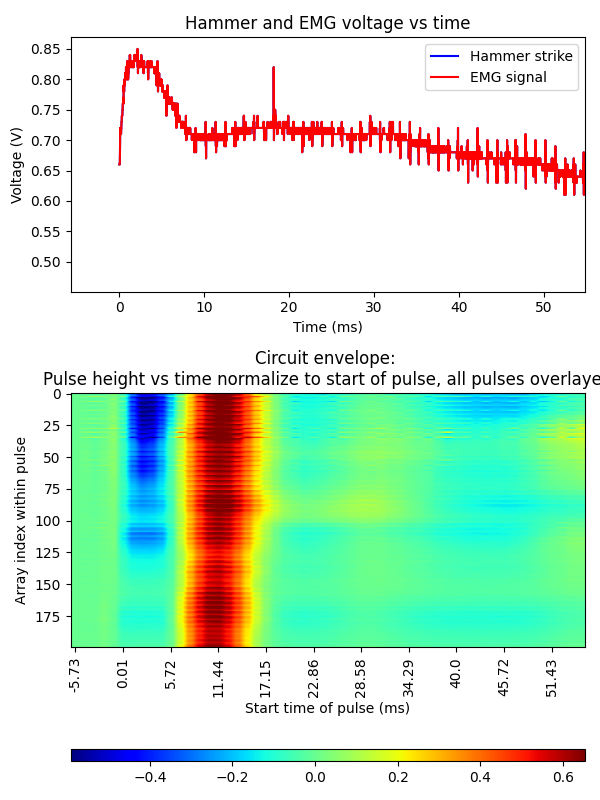 Hammer and EMG voltage vs time
0.85
0.80
0.75
0.70
0.65
0.60
0.55
0.50
Voltage (V)
Hammer strike
EMG signal
0 10 20 30 40 50
Time (ms)
Circuit envelope:
Pulse height vs time normalize to start of pulse, all pulses overlaye
0
25
50
75
100
125
150
175
Array index within pulse
-5.73 0.01 5.72 11.44 17.15 22.86 28.58 34.29 40.0 45.72 51.43
Start time of pulse (ms)
−0.4 −0.2 0.0 0.2 0.4 0.6